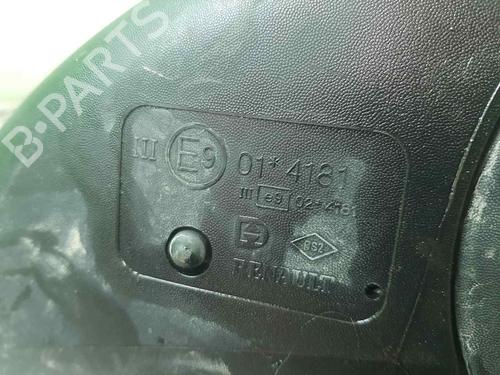 B-PARTS
III E9 01*4181
III e9 02*4181
RENAULT